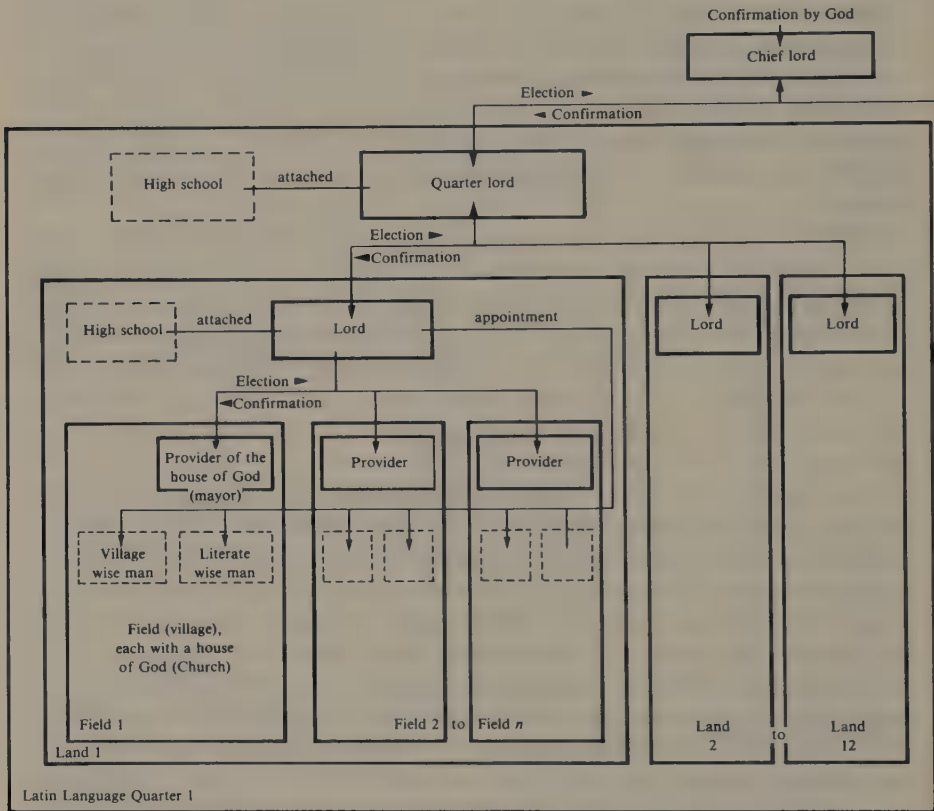 Confirmation by God
Chief lord
Election ►
◄ Confirmation
High school
attached
Quarter lord
Election ►
◄Confirmation
High school
attached
Lord
appointment
Lord
Lord
Election ►
◄Confirmation
Provider of the
house of God
(mayor)
Provider
Provider
Village
wise man
Literate
wise man
Field (village),
each with a house
of God (Church)
Field 1
Field 2 to Field n
Land 1
Land
2
to
Land
12
Latin Language Quarter 1